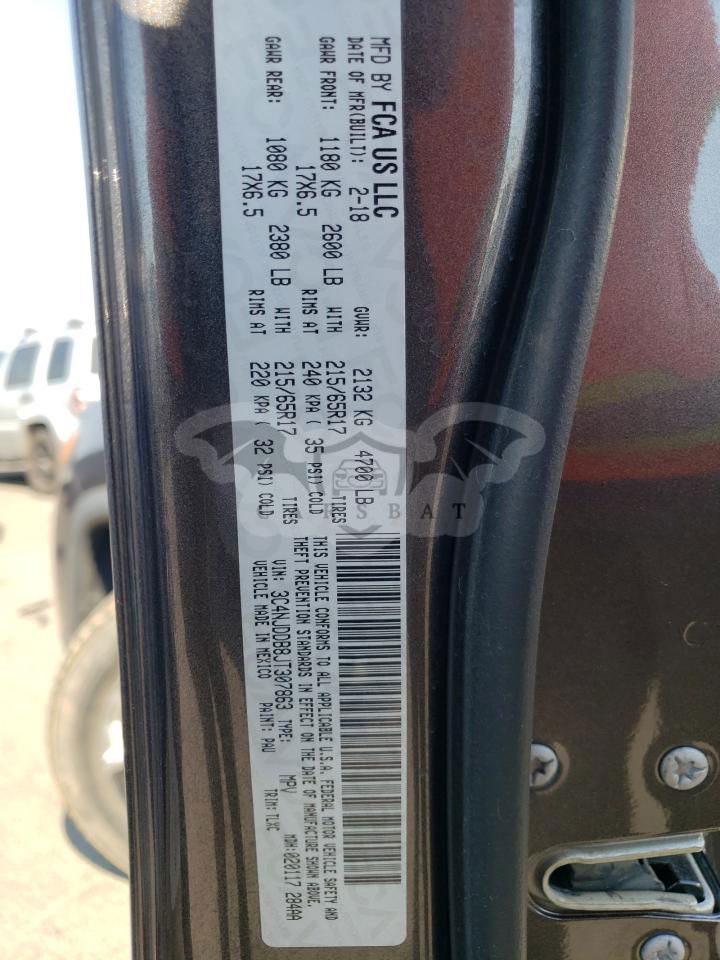 MFD BY FCA US LLC
DATE OF MFR(BUILT): 2-18 GVWR: 2132 KG 4700 LB
GAWR FRONT: 1180 KG 2600 LB WITH 215/65R17 TIRES
17X6.5 RIMS AT 240 KPA ( 35 PSI) COLD
GAWR REAR: 1080 KG 2380 LB WITH 215/65R17 TIRES
17X6.5 RIMS AT 220 KPA ( 32 PSI) COLD
THIS VEHICLE CONFORMS TO ALL APPLICABLE U.S.A. FEDERAL MOTOR VEHICLE SAFETY AND
THEFT PREVENTION STANDARDS IN EFFECT ON THE DATE OF MANUFACTURE SHOWN ABOVE.
VIN: 3C4NJDDB8JT307863 TYPE: MPV MDH:020117 284AA
VEHICLE MADE IN MEXICO PAINT: PAU TRIM: TLXC
BAT